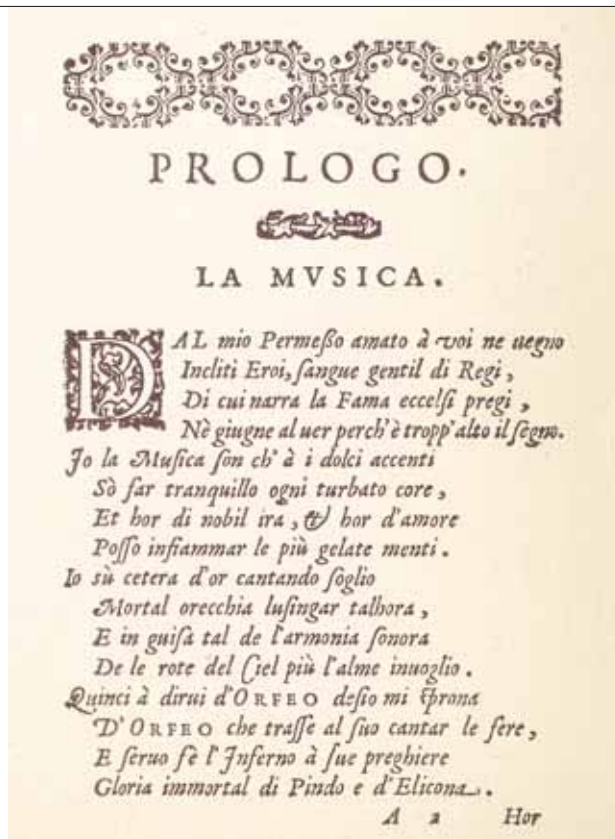 PROLOGO.
LA MVSICA.
DAL mio Permeßo amato à voi ne uegno
Incliti Eroi, ſangue gentil di Regi,
Di cui narra la Fama eccelſi pregi,
Nè giugne al uer perch'è tropp'alto il ſegno.
Io la Muſica ſon ch'à i dolci accenti
Sò far tranquillo ogni turbato core,
Et hor di nobil ira, & hor d'amore
Poſſo infiammar le più gelate menti.
Io sù cetera d'or cantando ſoglio
Mortal orecchia luſingar talhora,
E in guiſa tal de l'armonia ſonora
De le rote del Ciel più l'alme inuoglio.
Quinci à dirui d'ORFEO deſio mi ſprona
D'ORFEO che traſſe al ſuo cantar le fere,
E ſeruo fè l'Inferno à ſue preghiere
Gloria immortal di Pindo e d'Elicona.
A 2 Hor